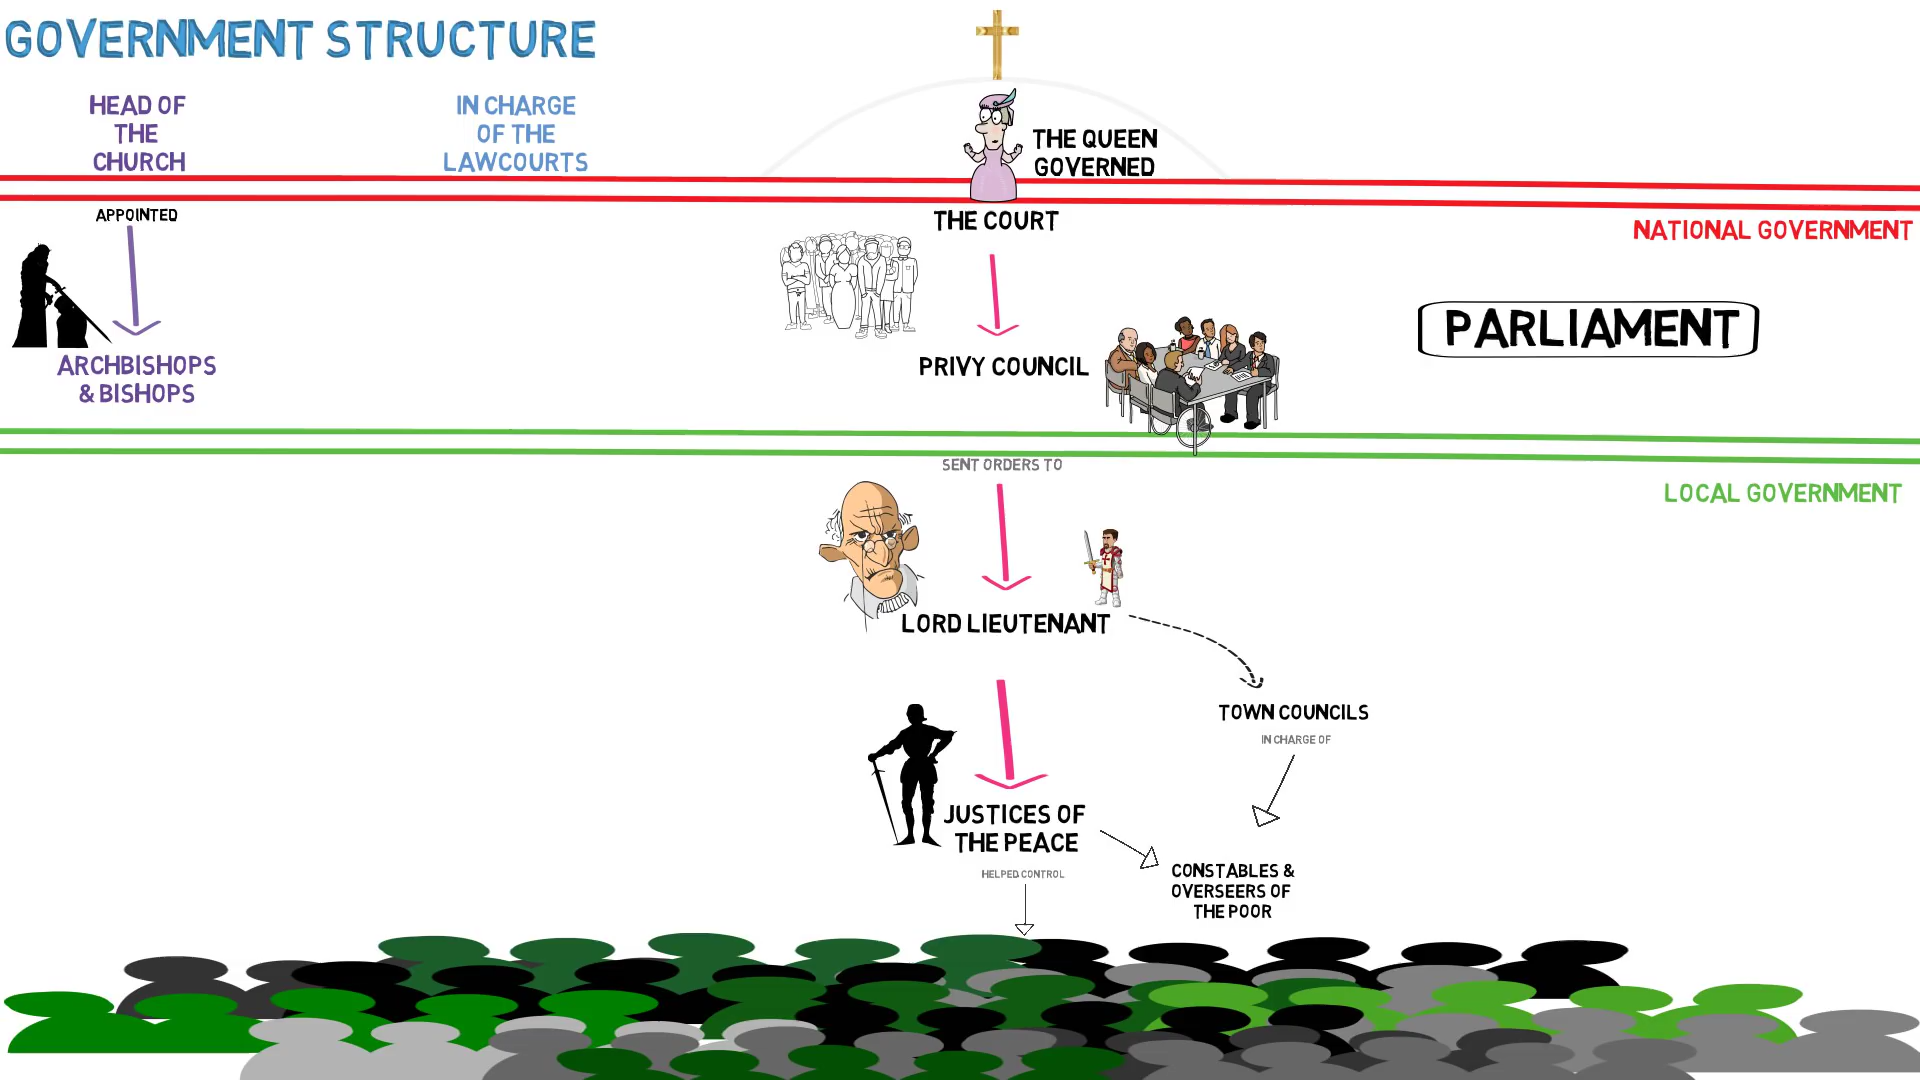 GOVERNMENT STRUCTURE
HEAD OF
THE
CHURCH
IN CHARGE
OF THE
LAWCOURTS
THE QUEEN
GOVERNED
APPOINTED
THE COURT
NATIONAL GOVERNMENT
PARLIAMENT
ARCHBISHOPS
& BISHOPS
PRIVY COUNCIL
SENT ORDERS TO
LOCAL GOVERNMENT
LORD LIEUTENANT
TOWN COUNCILS
IN CHARGE OF
JUSTICES OF
THE PEACE
HELPED CONTROL
CONSTABLES &
OVERSEERS OF
THE POOR